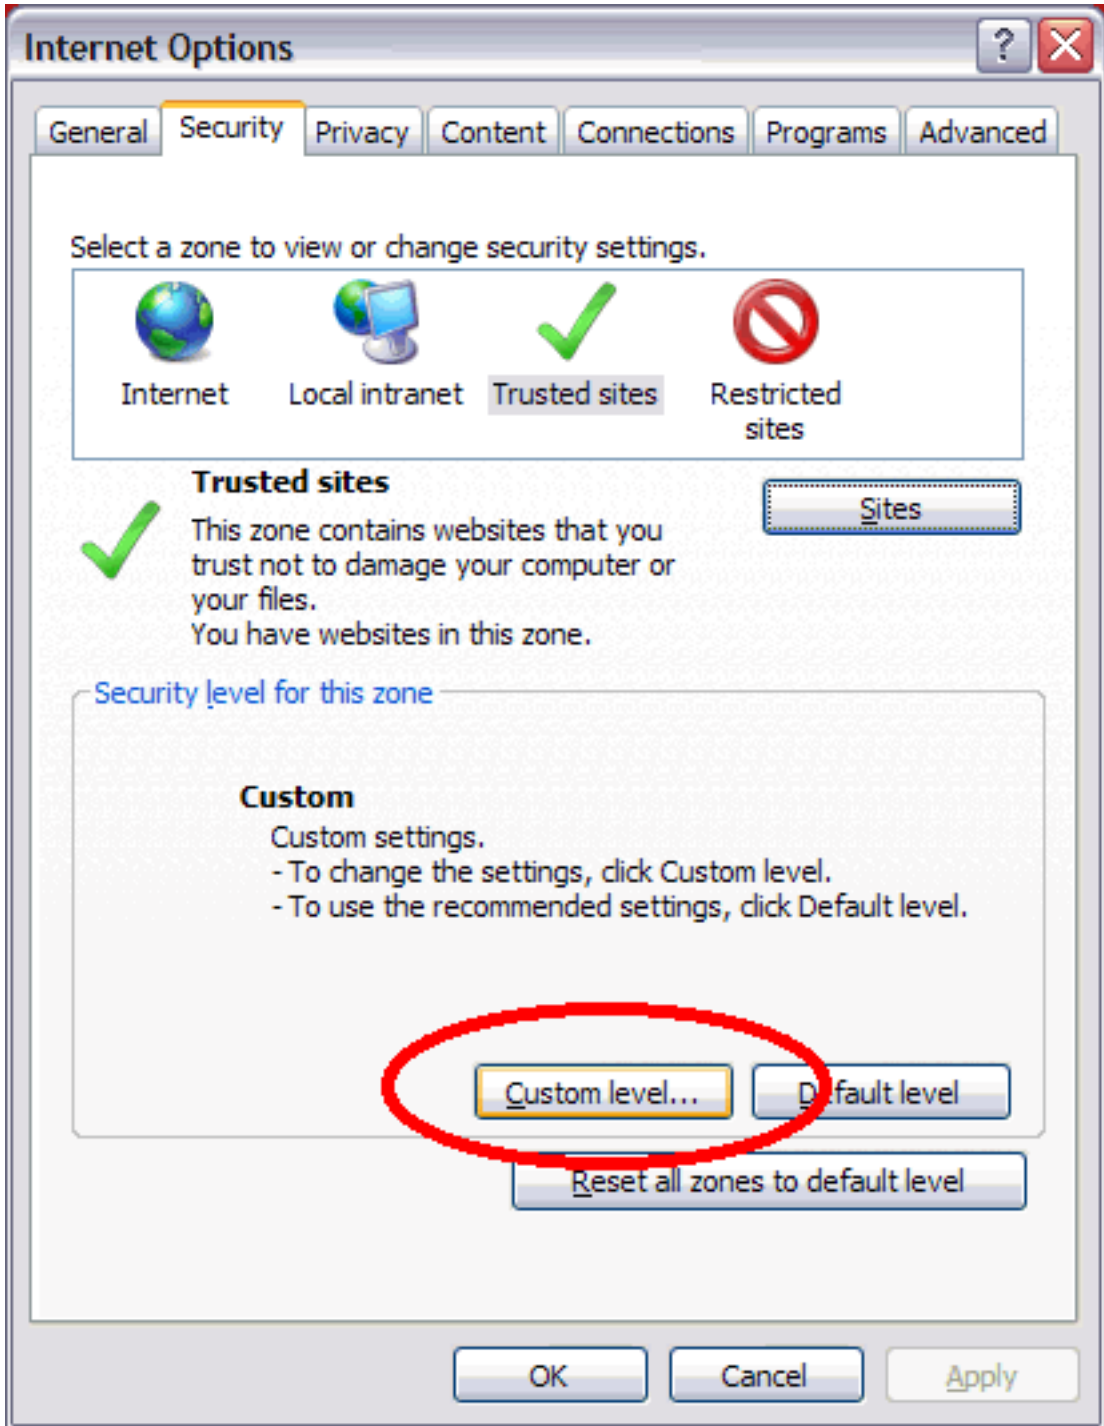 Internet Options
General Security Privacy Content Connections Programs Advanced
Select a zone to view or change security settings.
Internet Local intranet Trusted sites Restricted
sites
Trusted sites
Sites
This zone contains websites that you
trust not to damage your computer or
your files.
You have websites in this zone.
Security level for this zone
Custom
Custom settings.
- To change the settings, click Custom level.
- To use the recommended settings, click Default level.
Custom level... Default level
Reset all zones to default level
OK Cancel Apply